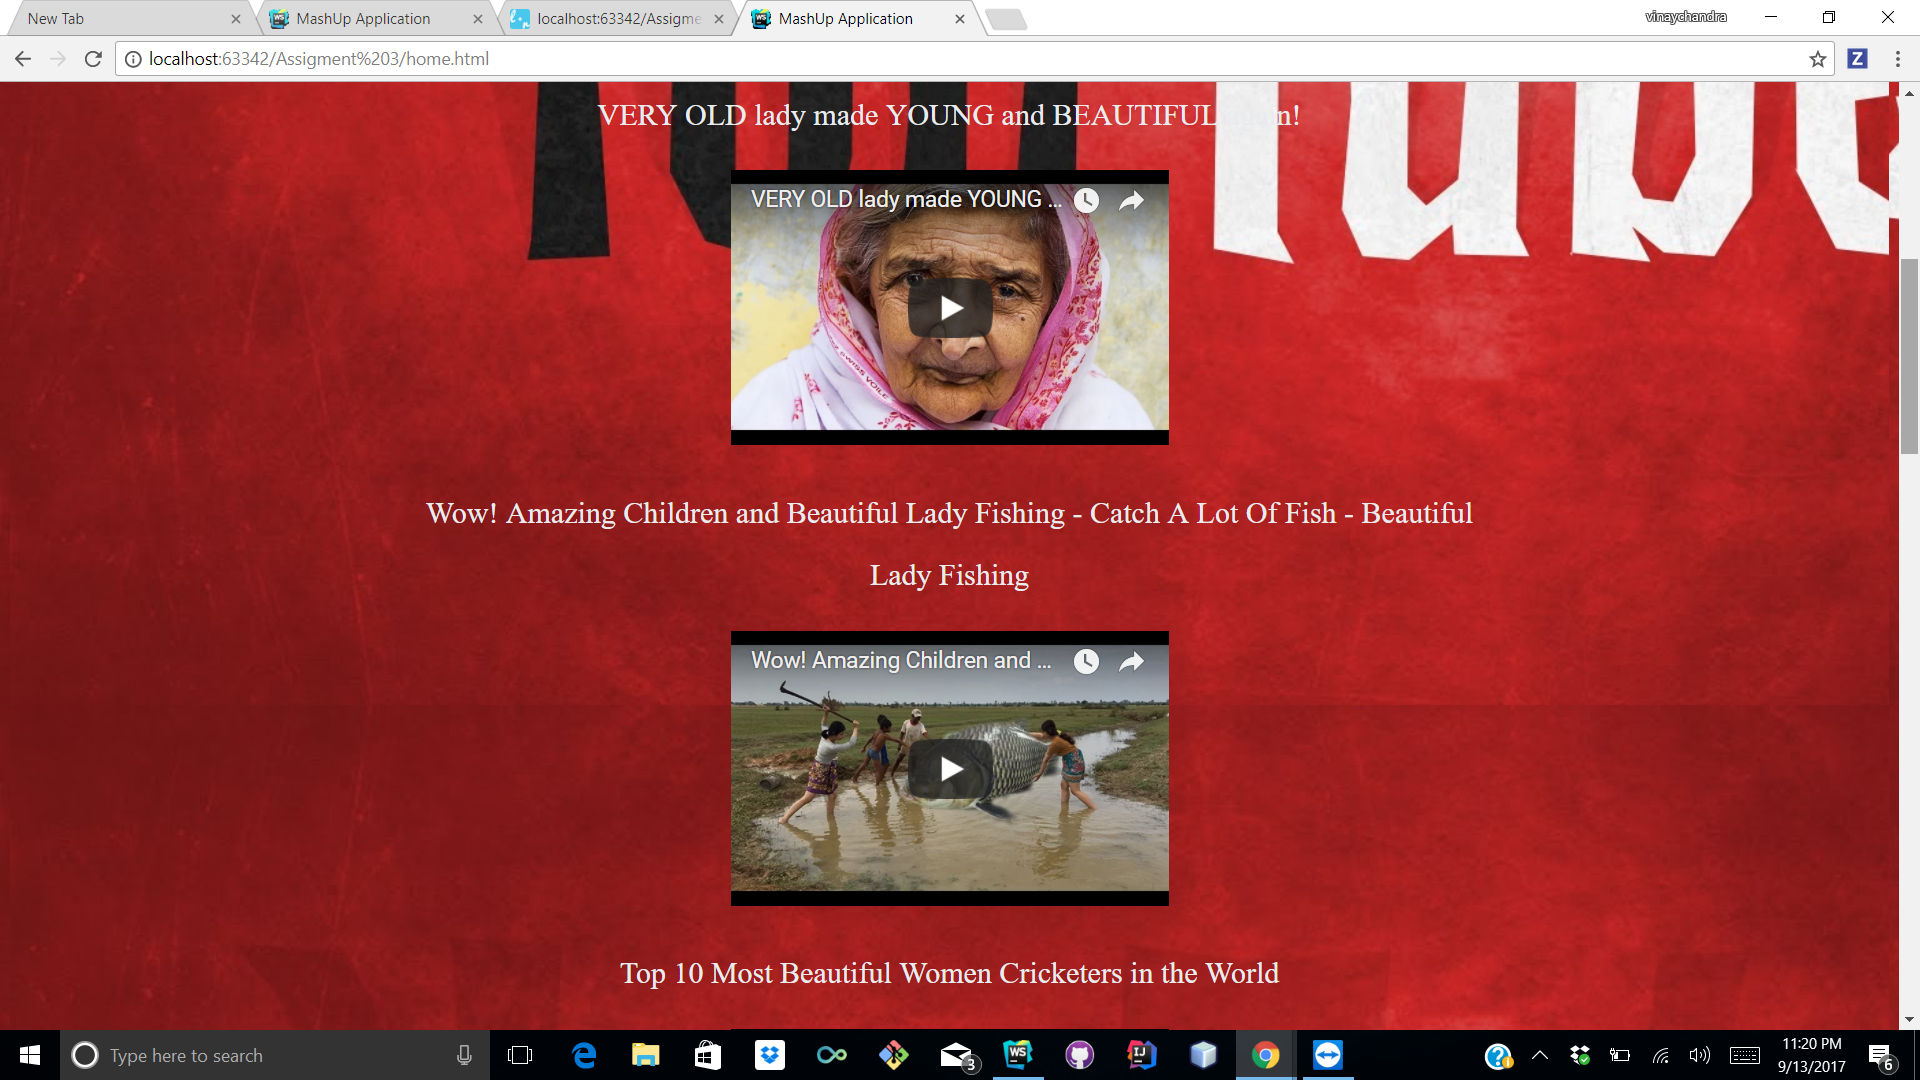 New Tab
MashUp Application
localhost:63342/Assigme
MashUp Application
vinaychandra
localhost:63342/Assigment%203/home.html
Z
VERY OLD lady made YOUNG and BEAUTIFUL
VERY OLD lady made YOUNG ...
Wow! Amazing Children and Beautiful Lady Fishing - Catch A Lot Of Fish - Beautiful
Lady Fishing
Wow! Amazing Children and ...
Top 10 Most Beautiful Women Cricketers in the World
Type here to search
3
WS
IJ
11:20 PM
9/13/2017
6